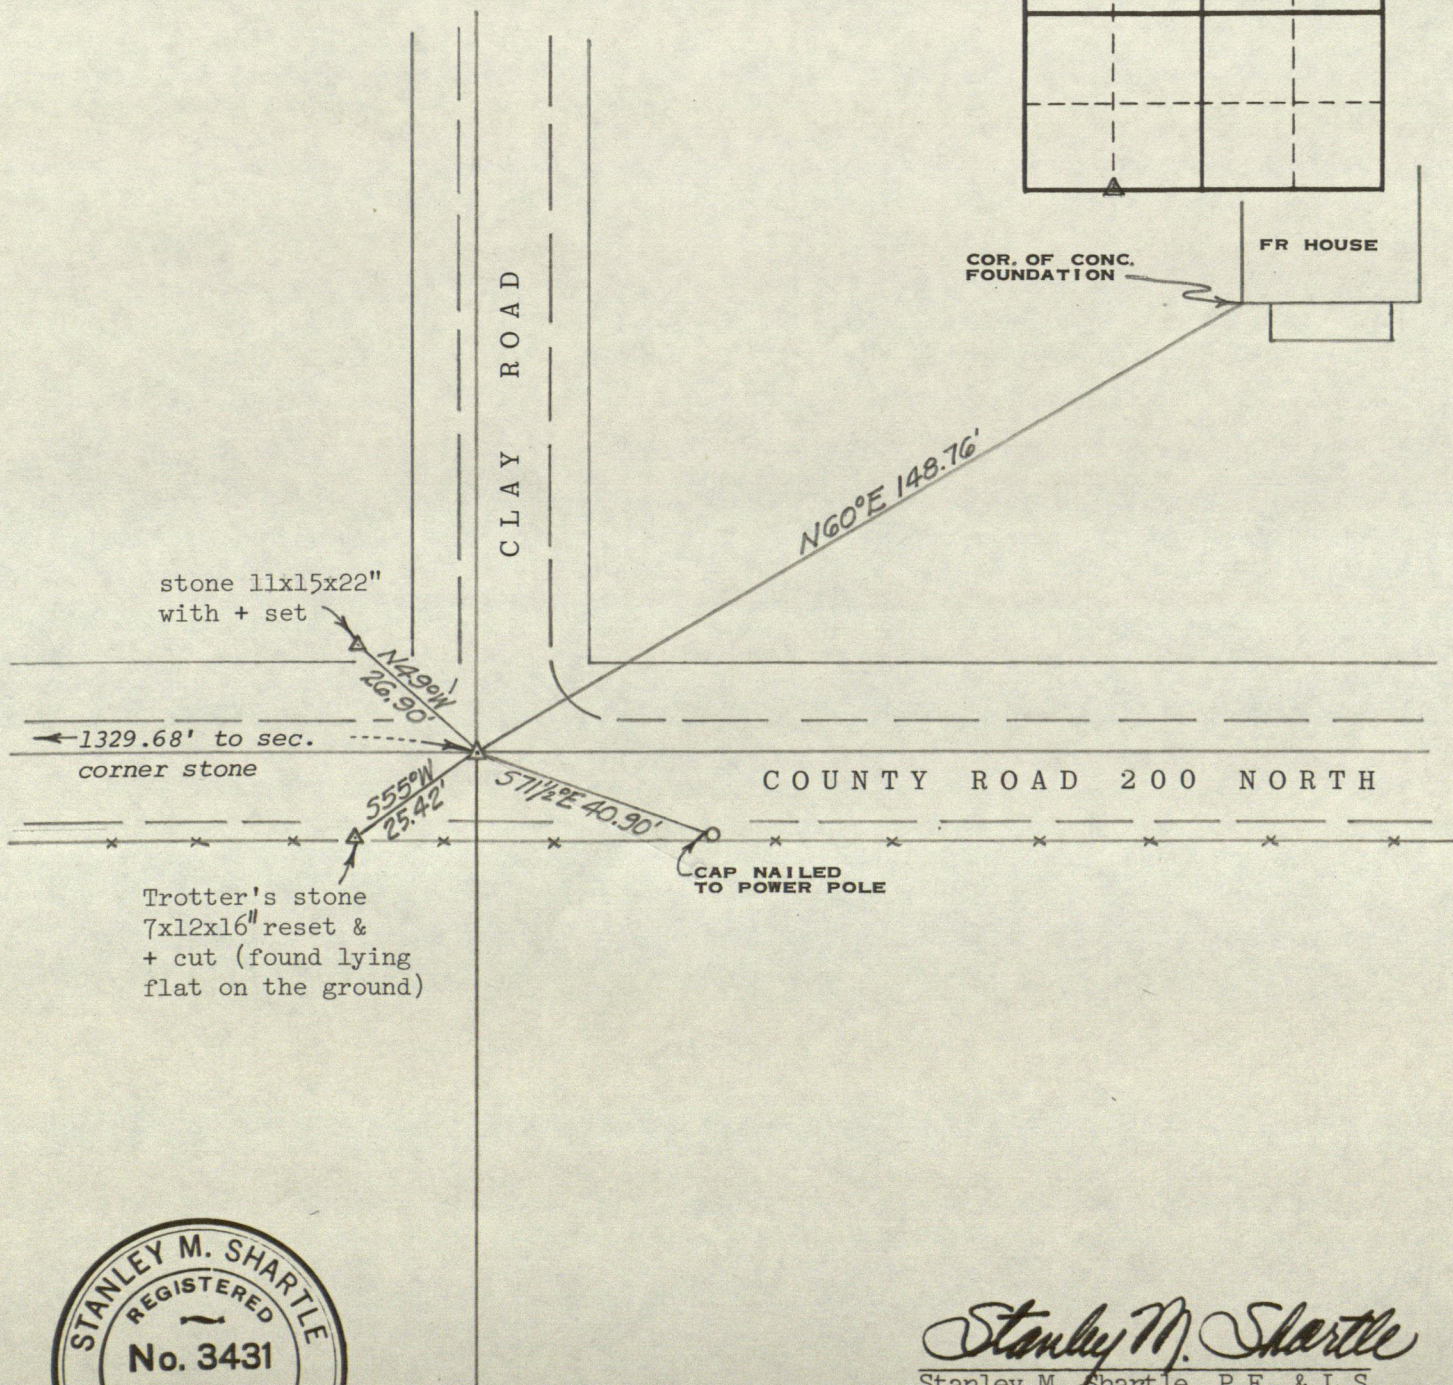 FR HOUSE
COR. OF CONC.
FOUNDATION
CLAY ROAD
N60°E 148.76'
stone 11x15x22"
with + set
N49°W
26.90'
1329.68' to sec.
corner stone
S55°W
25.42'
S71½°E 40.90'
COUNTY ROAD 200 NORTH
CAP NAILED
TO POWER POLE
Trotter's stone
7x12x16" reset &
+ cut (found lying
flat on the ground)
STANLEY M. SHARTLE
REGISTERED
No. 3431
Stanley M. Shartle
Stanley M. Shartle, P.E. & L.S.